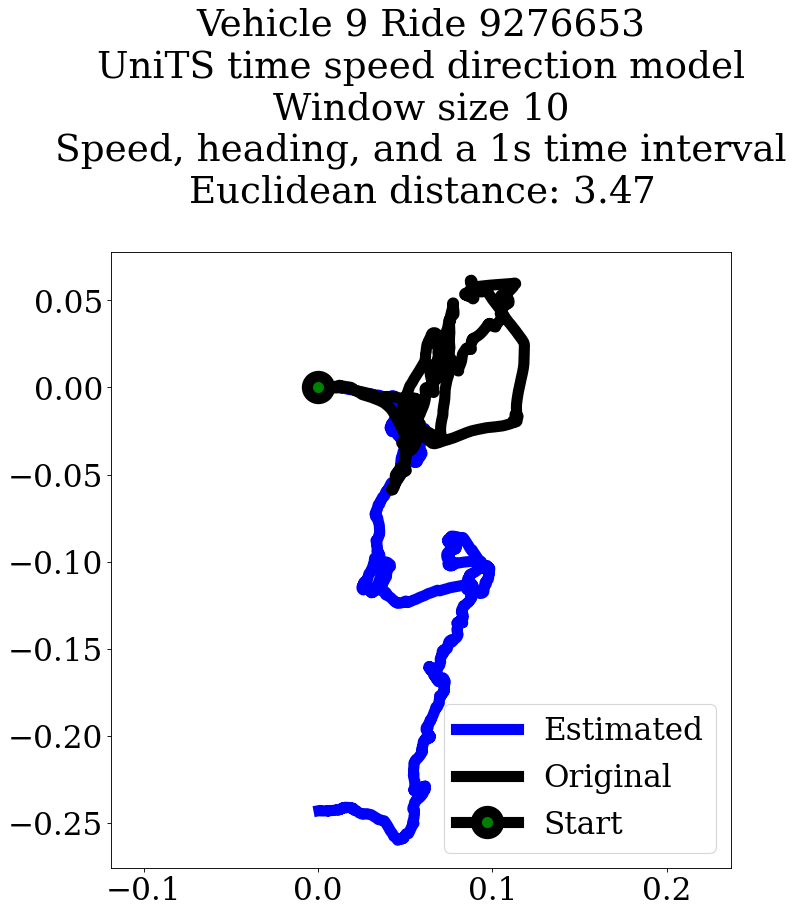 Vehicle 9 Ride 9276653
UniTS time speed direction model
Window size 10
Speed, heading, and a 1s time interval
Euclidean distance: 3.47
0.05
0.00
−0.05
−0.10
−0.15
−0.20
−0.25
Estimated
Original
Start
−0.1
0.0
0.1
0.2